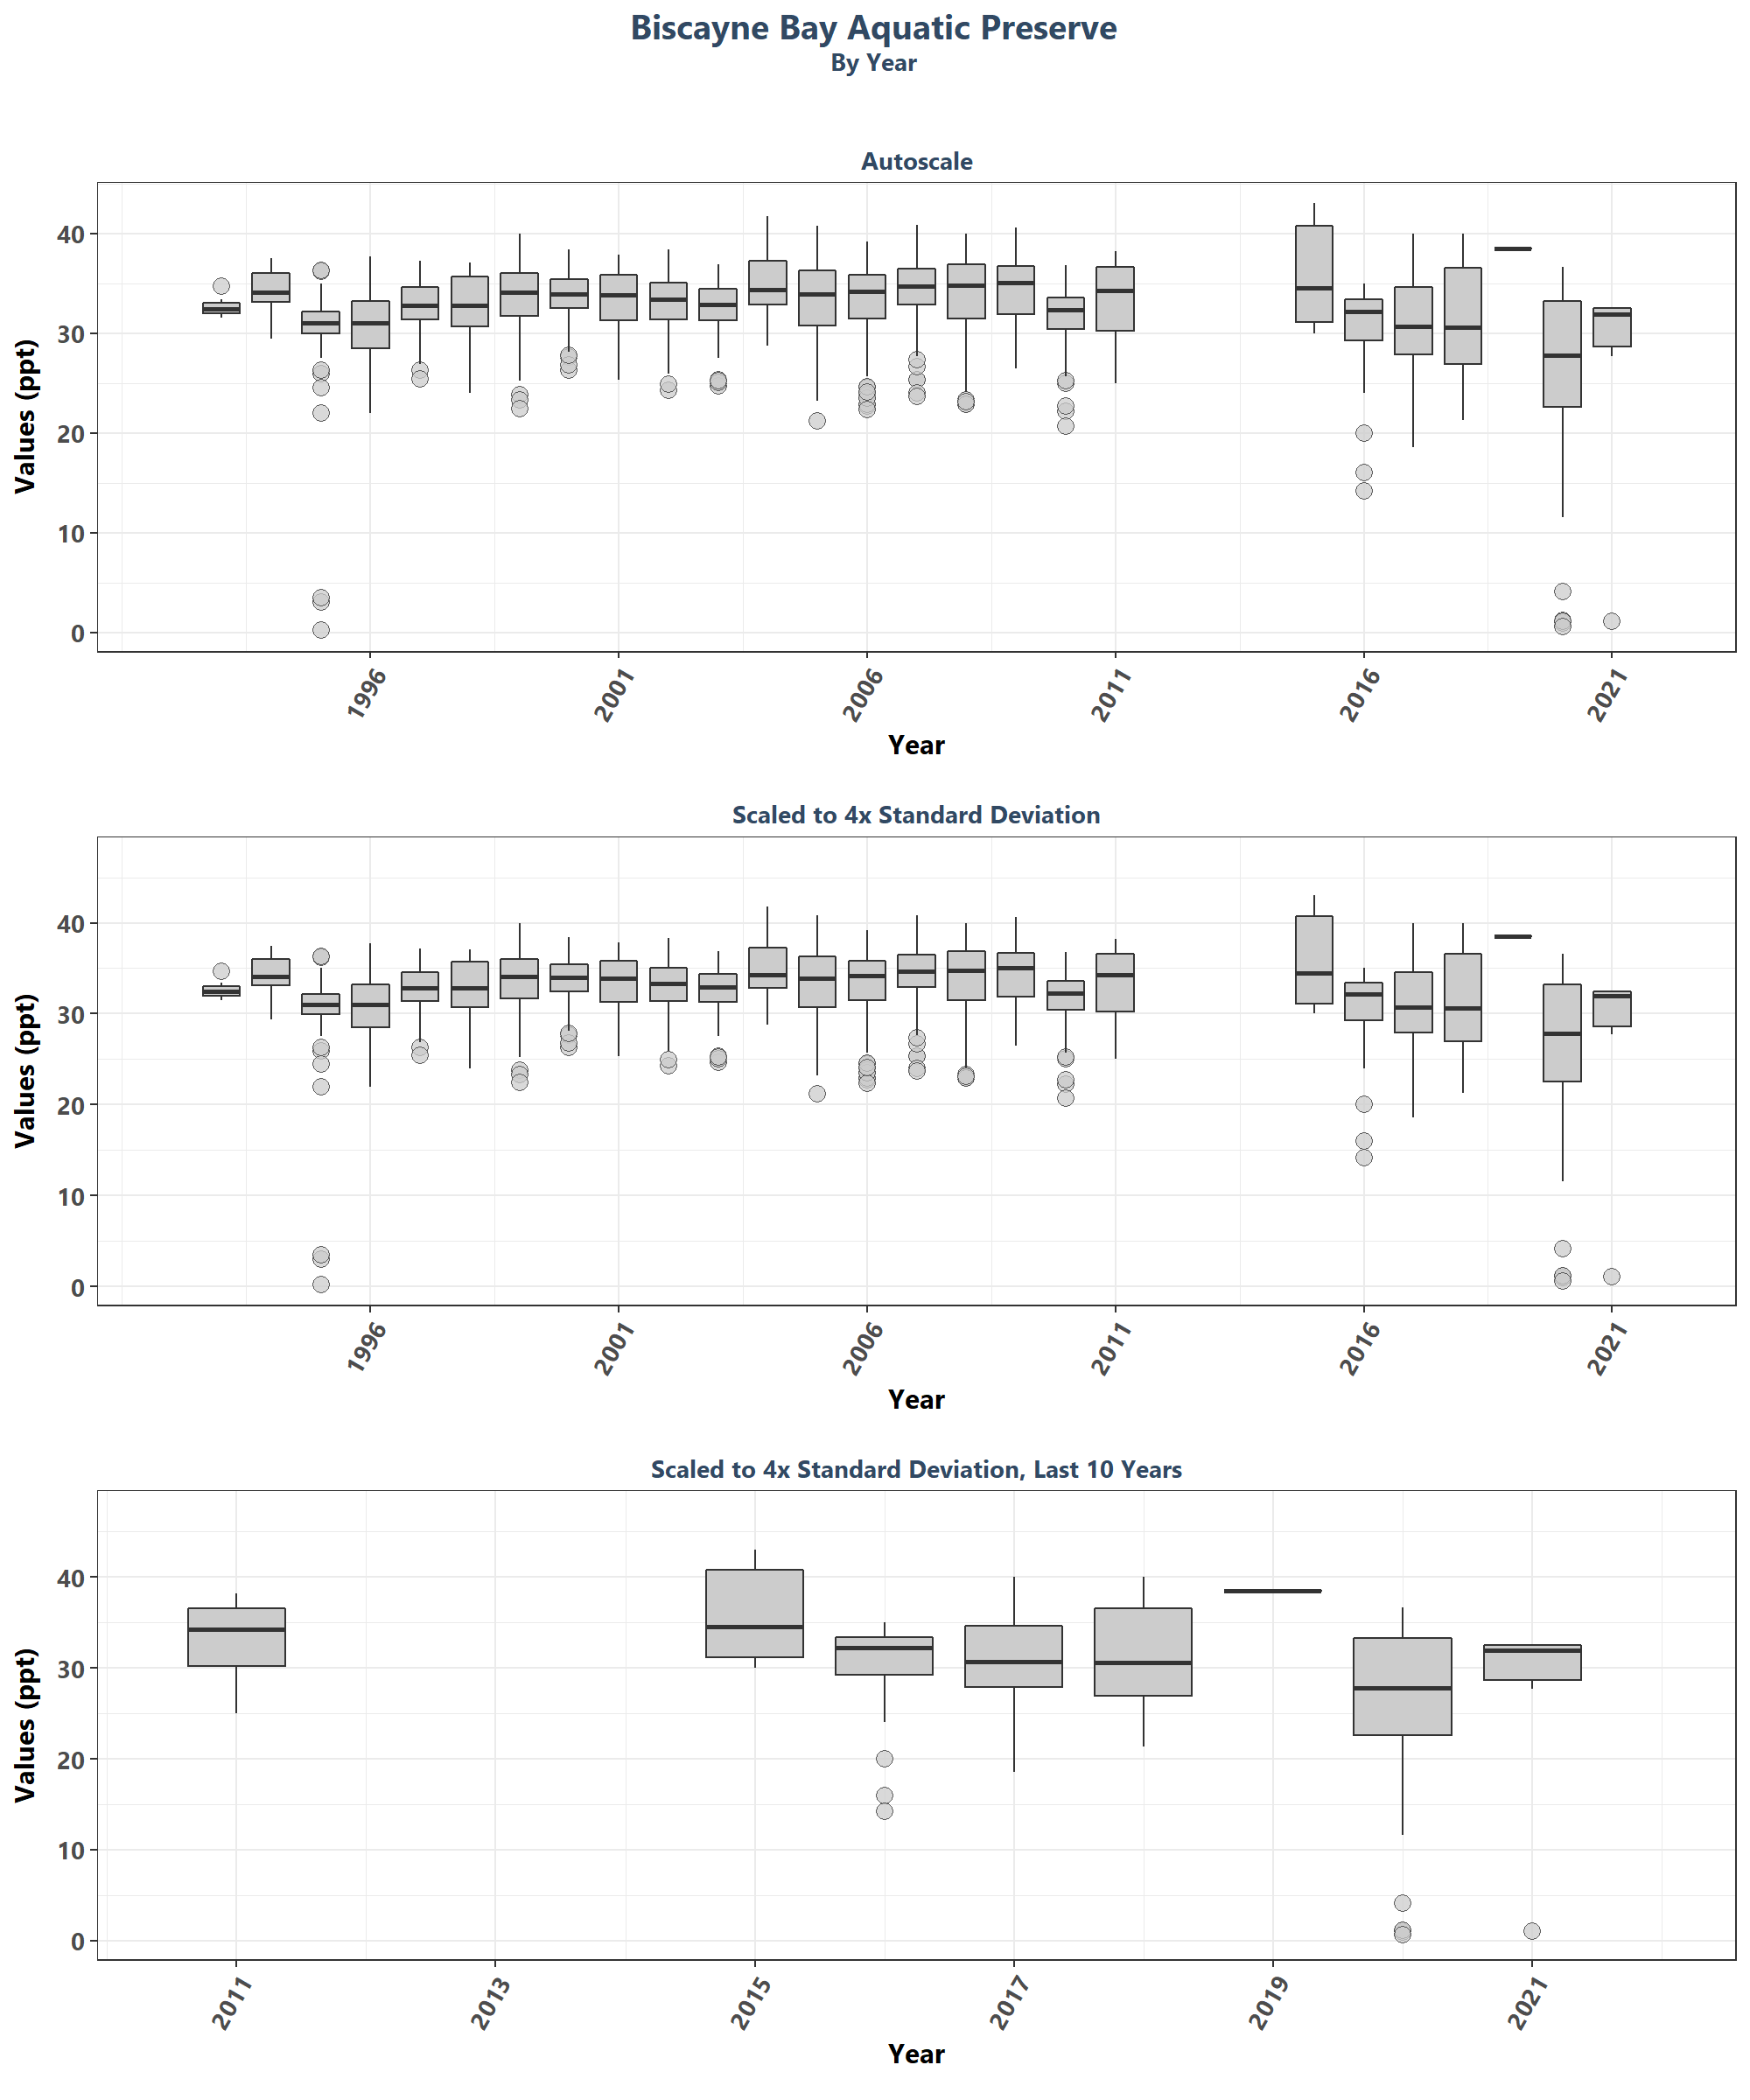 Biscayne Bay Aquatic Preserve
By Year
Autoscale
Values (ppt)
40
30
20
10
0
1996 2001 2006 2011 2016 2021
Year
Scaled to 4x Standard Deviation
Values (ppt)
40
30
20
10
0
1996 2001 2006 2011 2016 2021
Year
Scaled to 4x Standard Deviation, Last 10 Years
Values (ppt)
40
30
20
10
0
2011 2013 2015 2017 2019 2021
Year